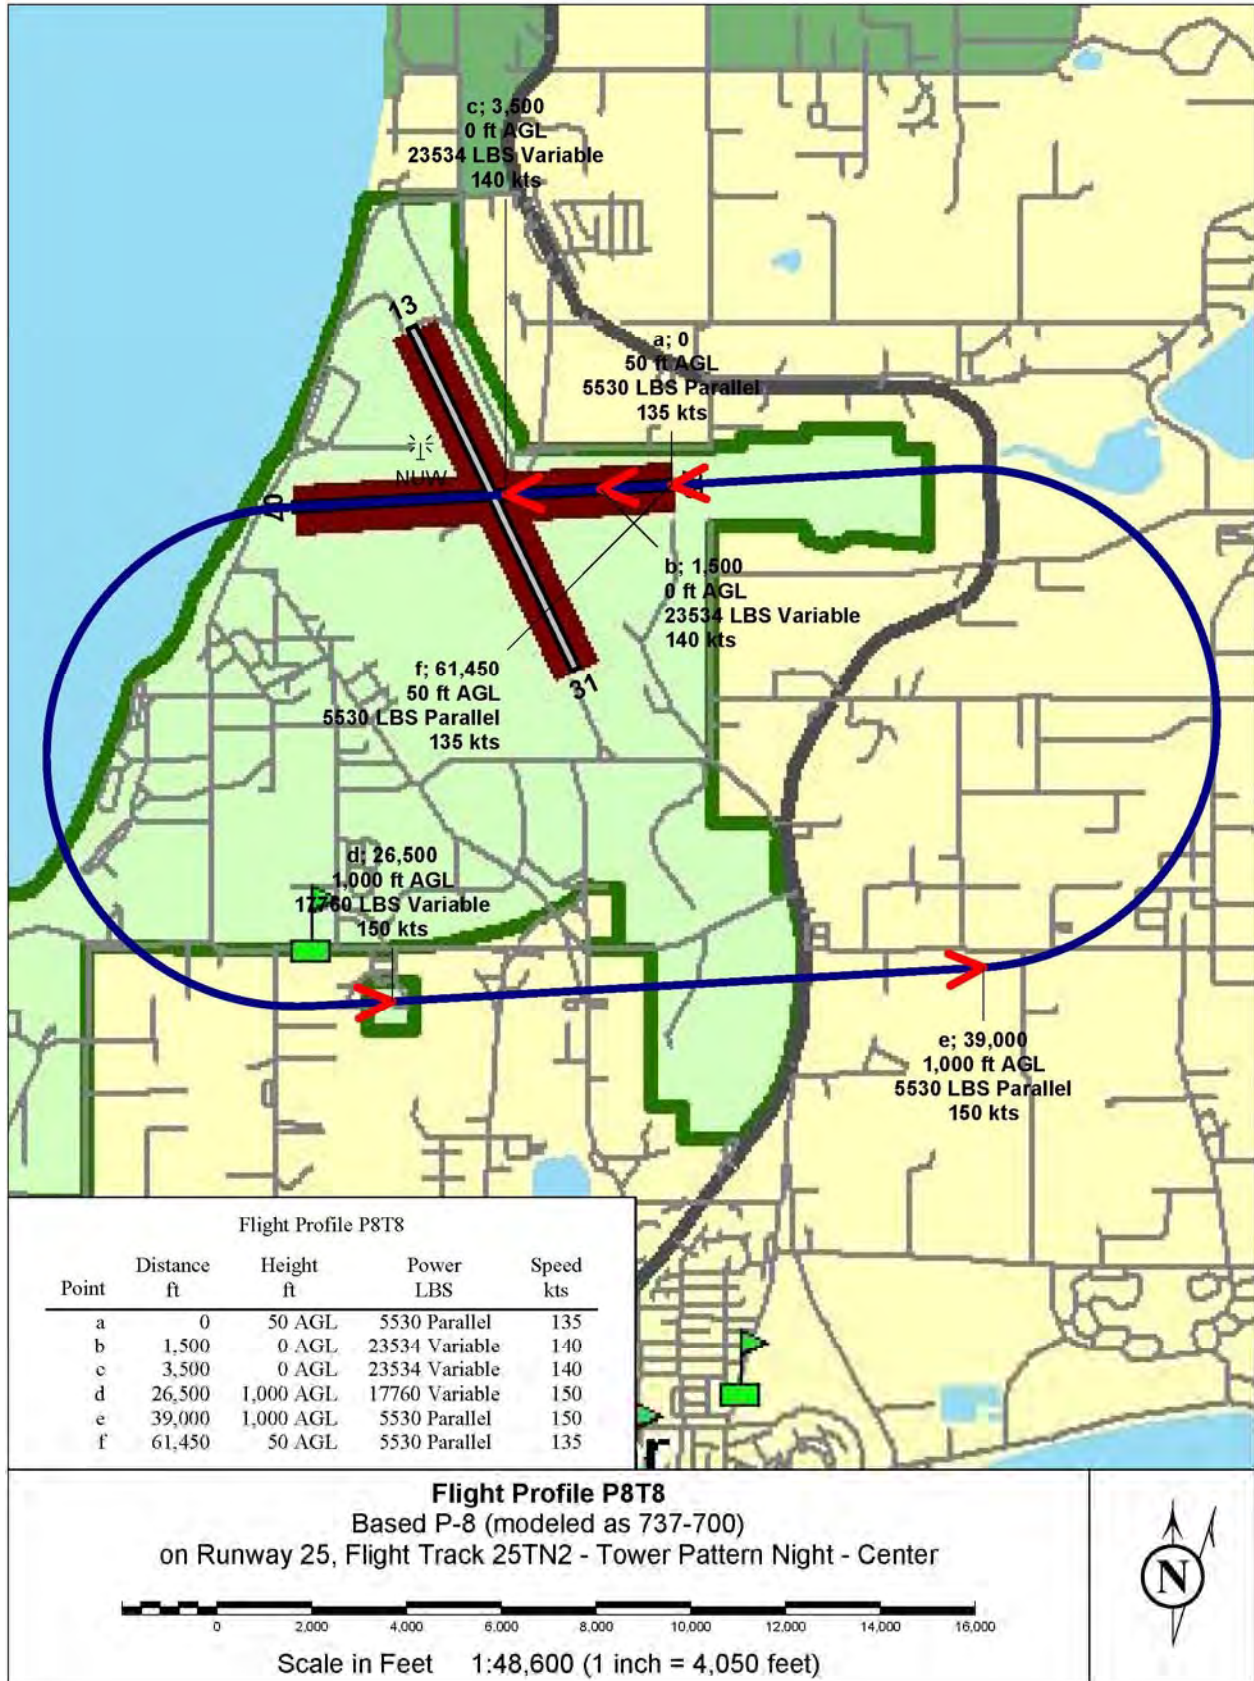 c; 3,500
0 ft AGL
23534 LBS Variable
140 kts
13
a; 0
50 ft AGL
5530 LBS Parallel
135 kts
NUW
07
b; 1,500
0 ft AGL
23534 LBS Variable
140 kts
f; 61,450
50 ft AGL
5530 LBS Parallel
135 kts
31
d; 26,500
1,000 ft AGL
17760 LBS Variable
150 kts
e; 39,000
1,000 ft AGL
5530 LBS Parallel
150 kts
Flight Profile P8T8
Point Distance ft Height ft Power LBS Speed kts
a 0 50 AGL 5530 Parallel 135
b 1,500 0 AGL 23534 Variable 140
c 3,500 0 AGL 23534 Variable 140
d 26,500 1,000 AGL 17760 Variable 150
e 39,000 1,000 AGL 5530 Parallel 150
f 61,450 50 AGL 5530 Parallel 135
Flight Profile P8T8
Based P-8 (modeled as 737-700)
on Runway 25, Flight Track 25TN2 - Tower Pattern Night - Center
0 2,000 4,000 6,000 8,000 10,000 12,000 14,000 16,000
Scale in Feet 1:48,600 (1 inch = 4,050 feet)
N